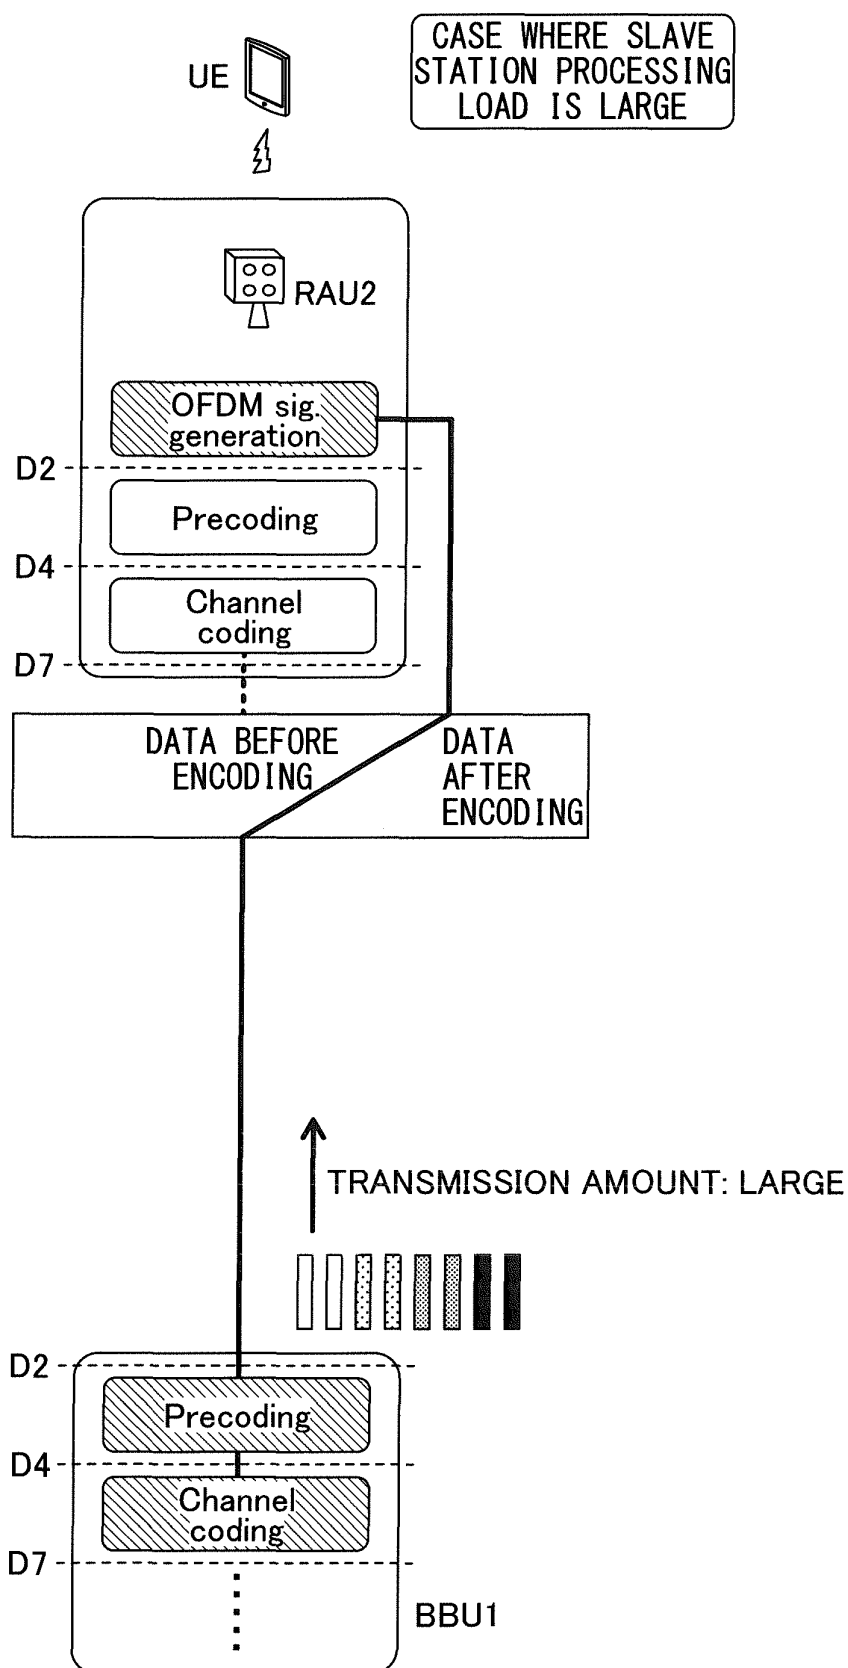 CASE WHERE SLAVE
STATION PROCESSING
LOAD IS LARGE
UE
RAU2
OFDM sig.
generation
D2
Precoding
D4
Channel
coding
D7
DATA BEFORE
ENCODING
DATA
AFTER
ENCODING
TRANSMISSION AMOUNT: LARGE
D2
Precoding
D4
Channel
coding
D7
BBU1